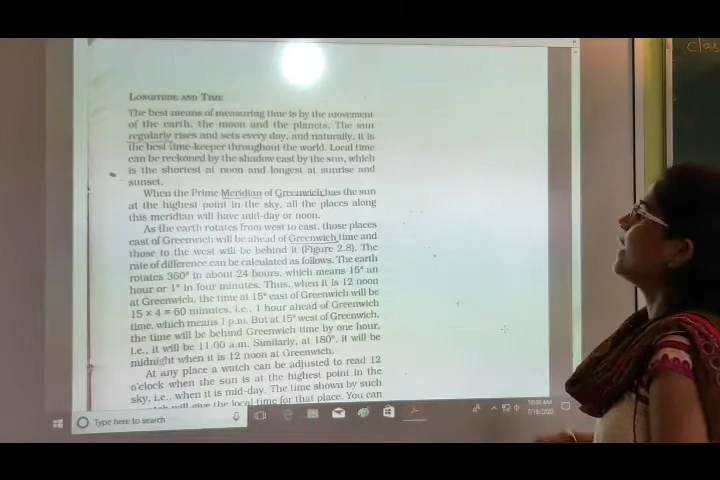 LONGITUDE AND TIME
The best means of measuring time is by the movement
of the earth, the moon and the planets. The sun
regularly rises and sets every day, and naturally, it is
the best time-keeper throughout the world. Local time
can be reckoned by the shadow cast by the sun, which
is the shortest at noon and longest at sunrise and
sunset.
When the Prime Meridian of Greenwich has the sun
at the highest point in the sky, all the places along
this meridian will have mid-day or noon.
As the earth rotates from west to east, those places
east of Greenwich will be ahead of Greenwich time and
those to the west will be behind it (Figure 2.8). The
rate of difference can be calculated as follows. The earth
rotates 360° in about 24 hours, which means 15° an
hour or 1° in four minutes. Thus, when it is 12 noon
at Greenwich, the time at 15° east of Greenwich will be
15 × 4 = 60 minutes, i.e., 1 hour ahead of Greenwich
time, which means 1 p.m. But at 15° west of Greenwich,
the time will be behind Greenwich time by one hour,
i.e., it will be 11.00 a.m. Similarly, at 180°, it will be
midnight when it is 12 noon at Greenwich.
At any place a watch can be adjusted to read 12
o'clock when the sun is at the highest point in the
sky, i.e., when it is mid-day. The time shown by such
watch will give the local time for that place. You can
Type here to search
7/18/2020